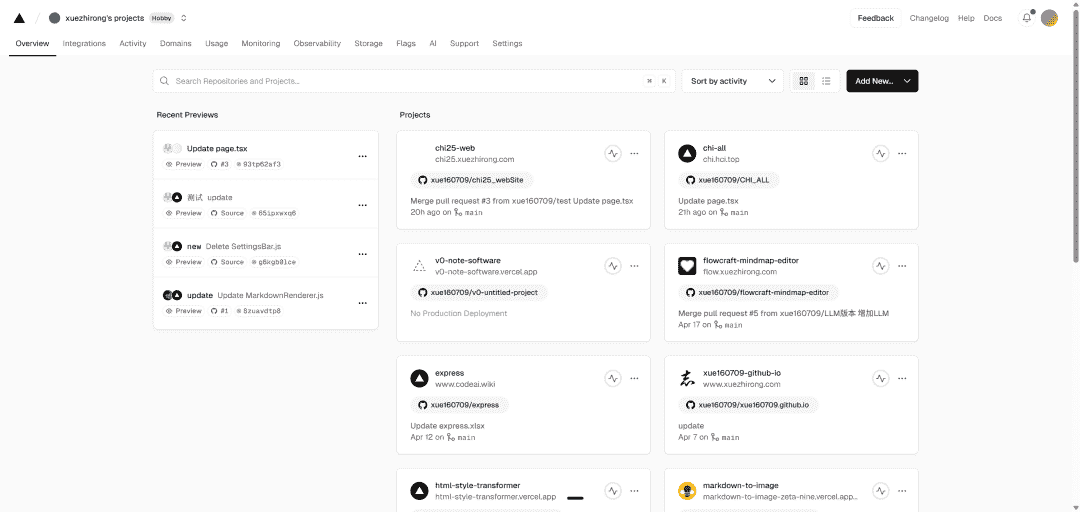 xuezhirong's projects Hobby
Feedback Changelog Help Docs
Overview Integrations Activity Domains Usage Monitoring Observability Storage Flags AI Support Settings
Search Repositories and Projects...
⌘ K
Sort by activity
Add New...
Recent Previews
Update page.tsx
Preview #3 93tp62af3
测试 update
Preview Source 65ipxwxq6
new Delete SettingsBar.js
Preview Source g6kgb8lce
update Update MarkdownRenderer.js
Preview #1 8zuavdtp8
Projects
chi25-web
chi25.xuezhirong.com
xue160709/chi25_webSite
Merge pull request #3 from xue160709/test Update page.tsx
20h ago on main
chi-all
chi.hci.top
xue160709/CHI_ALL
Update page.tsx
21h ago on main
v0-note-software
v0-note-software.vercel.app
xue160709/v0-untitled-project
No Production Deployment
flowcraft-mindmap-editor
flow.xuezhirong.com
xue160709/flowcraft-mindmap-editor
Merge pull request #5 from xue160709/LLM版本 增加LLM
Apr 17 on main
express
www.codeai.wiki
xue160709/express
Update express.xlsx
Apr 12 on main
xue160709-github-io
www.xuezhirong.com
xue160709/xue160709.github.io
update
Apr 7 on main
html-style-transformer
html-style-transformer.vercel.app
markdown-to-image
markdown-to-image-zeta-nine.vercel.app...